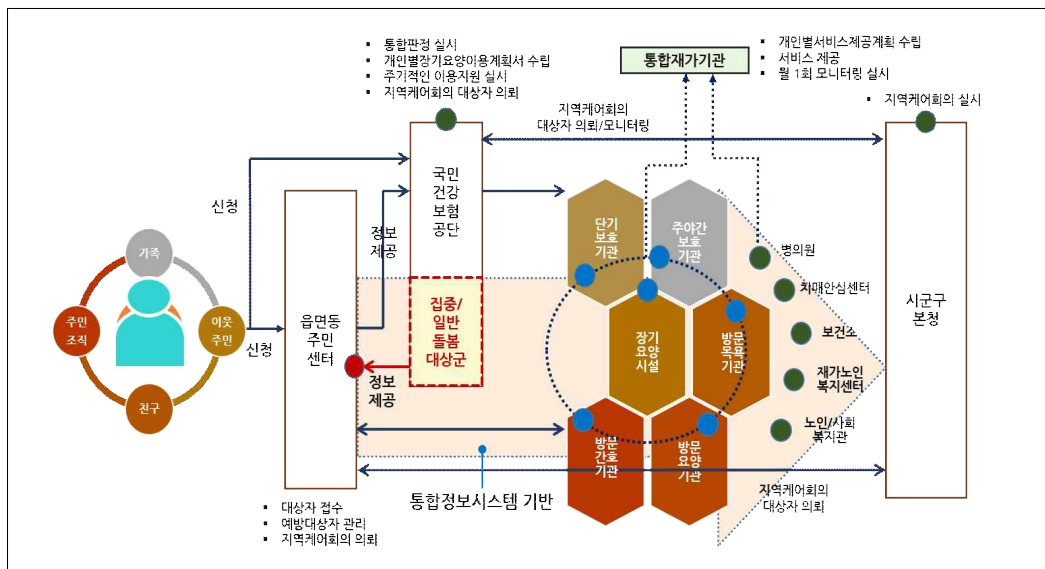 ▪ 통합판정 실시
▪ 개인별장기요양이용계획서 수립
▪ 주기적인 이용지원 실시
▪ 지역케어회의 대상자 의뢰
통합재가기관
▪ 개인별서비스제공계획 수립
▪ 서비스 제공
▪ 월 1회 모니터링 실시
▪ 지역케어회의 실시
지역케어회의
대상자 의뢰/모니터링
국민
건강
보험
공단
신청
정보
제공
단기
보호
기관
주야간
보호
기관
병의원
치매안심센터
보건소
재가노인
복지센터
노인/사회
복지관
시군구
본청
가족
주민
조직
이웃
주민
친구
신청
읍면동
주민
센터
집중/
일반
돌봄
대상군
정보
제공
장기
요양
시설
방문
목욕
기관
방문
간호
기관
방문
요양
기관
통합정보시스템 기반
지역케어회의
대상자 의뢰
▪ 대상자 접수
▪ 예방대상자 관리
▪ 지역케어회의 의뢰